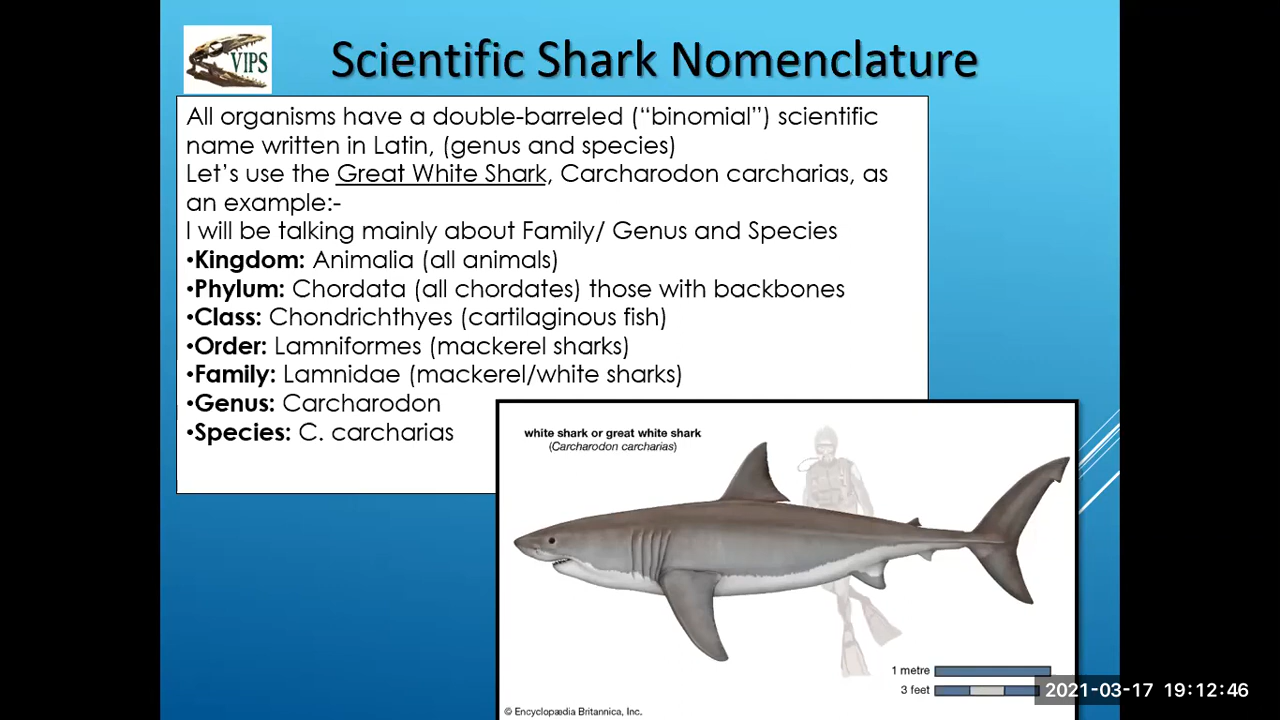 VIPS
Scientific Shark Nomenclature
All organisms have a double-barreled (“binomial”) scientific
name written in Latin, (genus and species)
Let’s use the Great White Shark, Carcharodon carcharias, as
an example:-
I will be talking mainly about Family/ Genus and Species
•Kingdom: Animalia (all animals)
•Phylum: Chordata (all chordates) those with backbones
•Class: Chondrichthyes (cartilaginous fish)
•Order: Lamniformes (mackerel sharks)
•Family: Lamnidae (mackerel/white sharks)
•Genus: Carcharodon
•Species: C. carcharias
white shark or great white shark
(Carcharodon carcharias)
1 metre
3 feet
2021-03-17 19:12:46
© Encyclopædia Britannica, Inc.